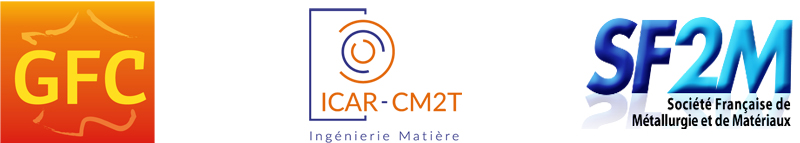 GFC
ICAR-CM2T
Ingénierie Matière
SF2M
Société Française de
Métallurgie et de Matériaux